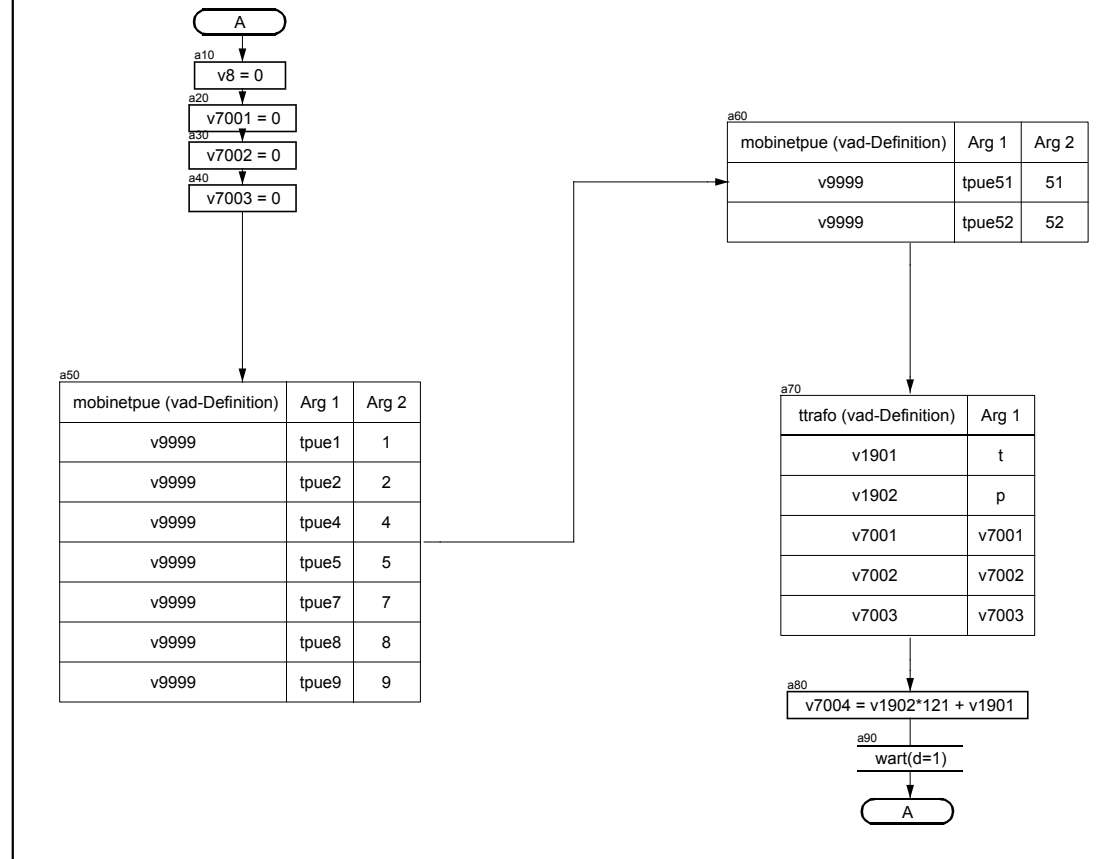 A
a10
v8 = 0
a20
v7001 = 0
a30
v7002 = 0
a40
v7003 = 0
a50
mobinetpue (vad-Definition) Arg 1 Arg 2
v9999 tpue1 1
v9999 tpue2 2
v9999 tpue4 4
v9999 tpue5 5
v9999 tpue7 7
v9999 tpue8 8
v9999 tpue9 9
a60
mobinetpue (vad-Definition) Arg 1 Arg 2
v9999 tpue51 51
v9999 tpue52 52
a70
ttrafo (vad-Definition) Arg 1
v1901 t
v1902 p
v7001 v7001
v7002 v7002
v7003 v7003
a80
v7004 = v1902*121 + v1901
a90
wart(d=1)
A